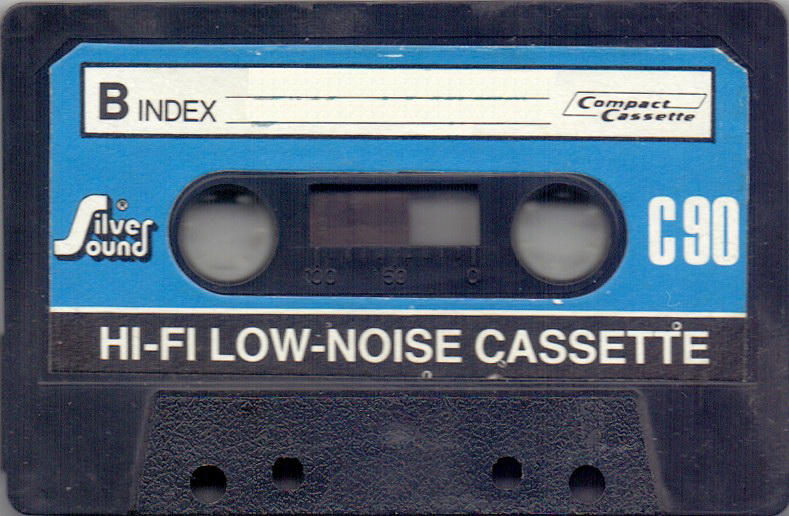 B INDEX
Compact
Cassette
Silver ®
Sound
C90
100 50 0
HI-FI LOW-NOISE CASSETTE